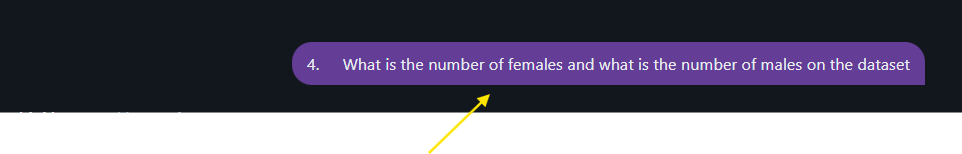 4. What is the number of females and what is the number of males on the dataset